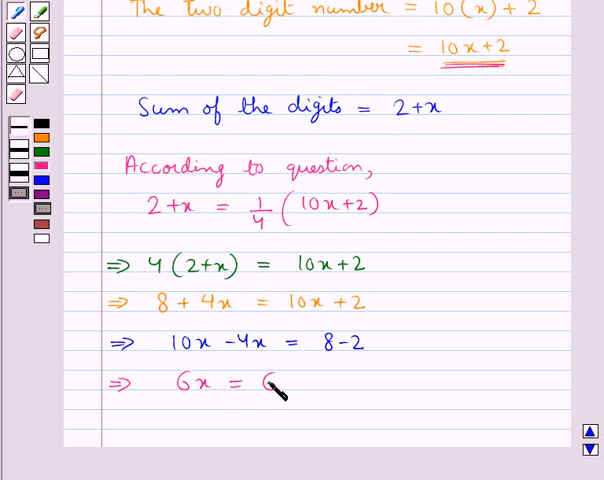 The two digit number = 10(x) + 2
= 10x+2
Sum of the digits = 2+x
According to question,
2+x = 1/4 (10x+2)
⇒ 4(2+x) = 10x+2
⇒ 8 + 4x = 10x+2
⇒ 10x -4x = 8-2
⇒ 6x = 6